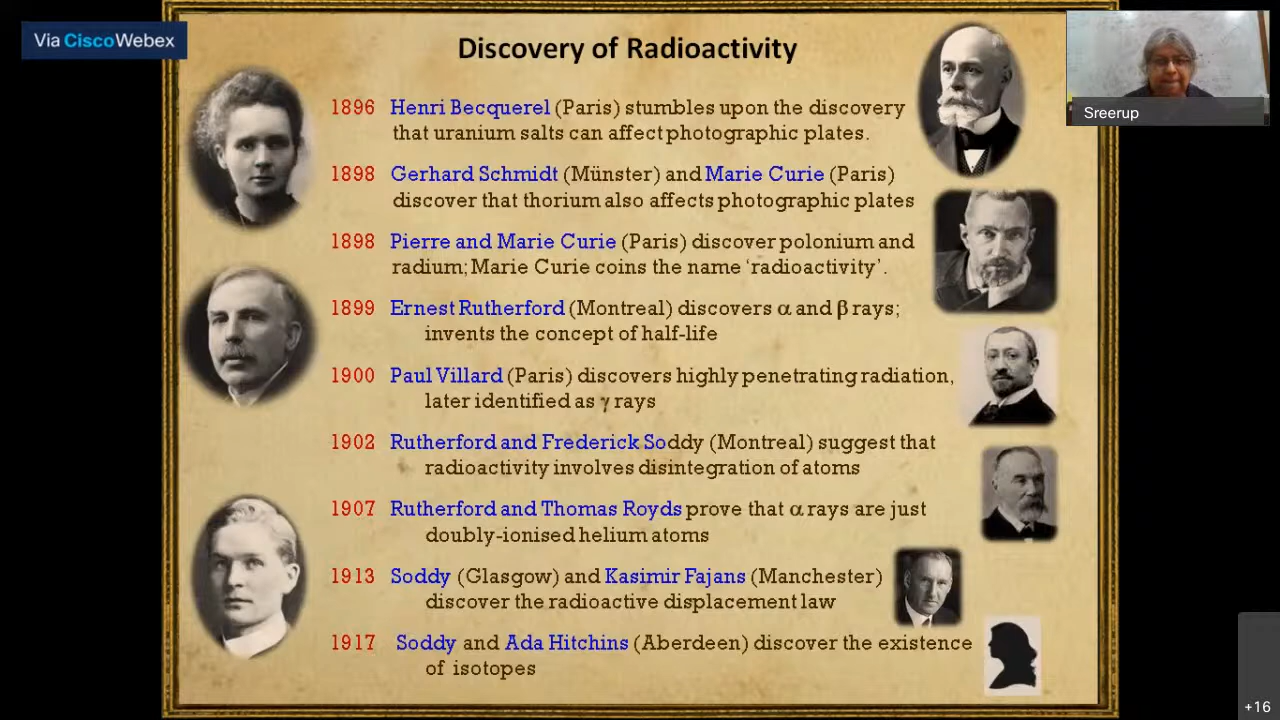 Via Cisco Webex
Discovery of Radioactivity
Sreerup
1896 Henri Becquerel (Paris) stumbles upon the discovery
that uranium salts can affect photographic plates.
1898 Gerhard Schmidt (Münster) and Marie Curie (Paris)
discover that thorium also affects photographic plates
1898 Pierre and Marie Curie (Paris) discover polonium and
radium; Marie Curie coins the name ‘radioactivity’.
1899 Ernest Rutherford (Montreal) discovers α and β rays;
invents the concept of half-life
1900 Paul Villard (Paris) discovers highly penetrating radiation,
later identified as γ rays
1902 Rutherford and Frederick Soddy (Montreal) suggest that
radioactivity involves disintegration of atoms
1907 Rutherford and Thomas Royds prove that α rays are just
doubly-ionised helium atoms
1913 Soddy (Glasgow) and Kasimir Fajans (Manchester)
discover the radioactive displacement law
1917 Soddy and Ada Hitchins (Aberdeen) discover the existence
of isotopes
+16